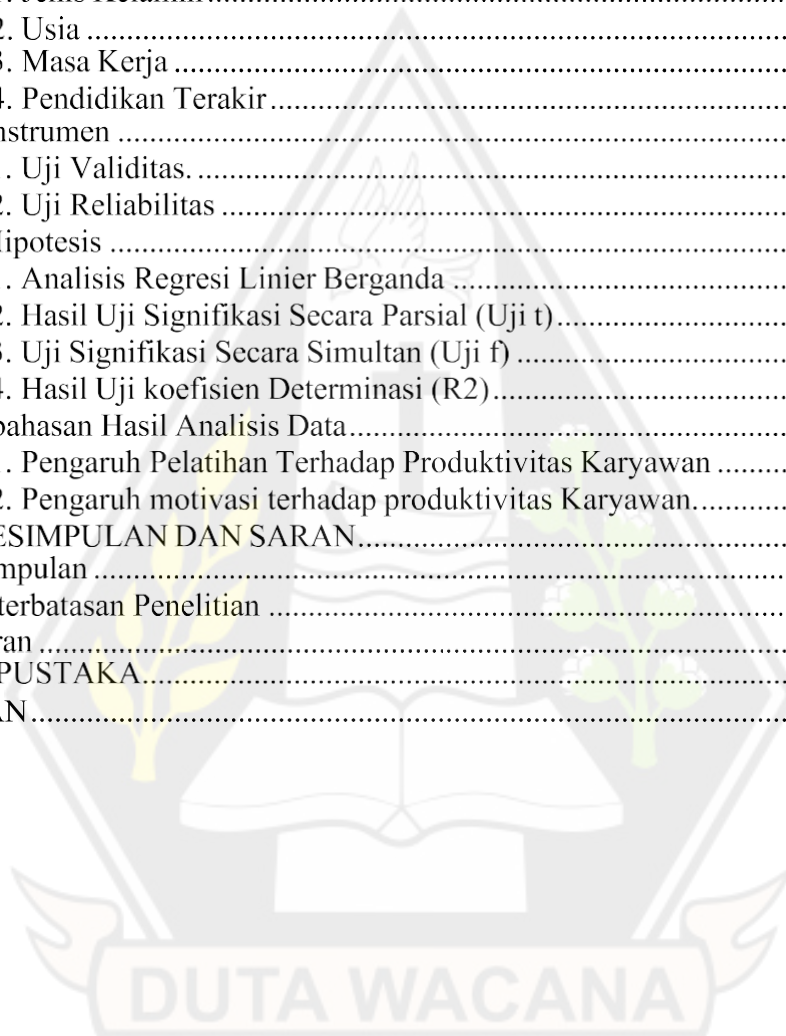 Jenis Kelamin........................................................................
2. Usia ........................................................................
3. Masa Kerja ........................................................................
4. Pendidikan Terakir........................................................................
nstrumen ........................................................................
. Uji Validitas. ........................................................................
2. Uji Reliabilitas ........................................................................
Hipotesis ........................................................................
. Analisis Regresi Linier Berganda ........................................................
2. Hasil Uji Signifikasi Secara Parsial (Uji t)........................................
3. Uji Signifikasi Secara Simultan (Uji f) ........................................
4. Hasil Uji koefisien Determinasi (R2)........................................
bahasan Hasil Analisis Data........................................................
. Pengaruh Pelatihan Terhadap Produktivitas Karyawan .........
2. Pengaruh motivasi terhadap produktivitas Karyawan............
ESIMPULAN DAN SARAN........................................................
mpulan ........................................................................
terbatasan Penelitian ................................................................
ran ........................................................................
PUSTAKA........................................................................
AN........................................................................
DUTA WACANA